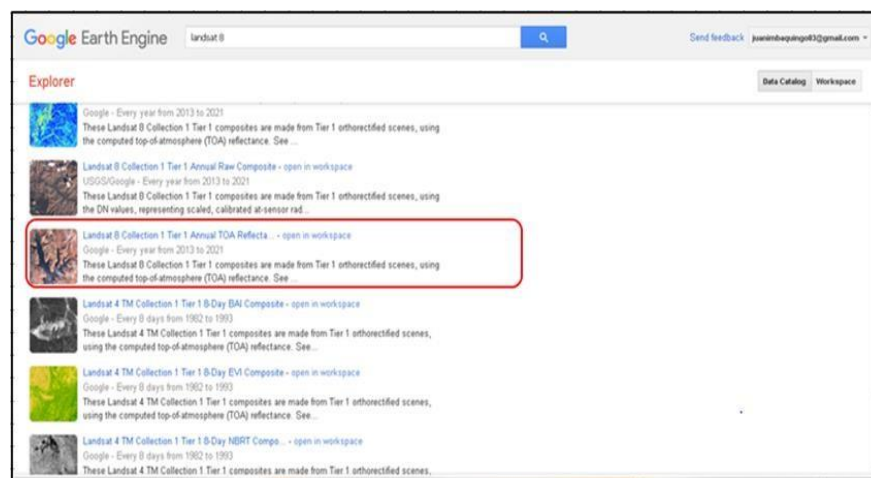 Google Earth Engine
landsat 8
Send feedback juanimbaquingo83@gmail.com
Explorer
Data Catalog Workspace
Google - Every year from 2013 to 2021
These Landsat 8 Collection 1 Tier 1 composites are made from Tier 1 orthorectified scenes, using
the computed top-of-atmosphere (TOA) reflectance. See ...
Landsat 8 Collection 1 Tier 1 Annual Raw Composite - open in workspace
USGS/Google - Every year from 2013 to 2021
These Landsat 8 Collection 1 Tier 1 composites are made from Tier 1 orthorectified scenes, using
the DN values, representing scaled, calibrated at-sensor rad...
Landsat 8 Collection 1 Tier 1 Annual TOA Reflecta... - open in workspace
Google - Every year from 2013 to 2021
These Landsat 8 Collection 1 Tier 1 composites are made from Tier 1 orthorectified scenes, using
the computed top-of-atmosphere (TOA) reflectance. See ...
Landsat 4 TM Collection 1 Tier 1 8-Day BAI Composite - open in workspace
Google - Every 8 days from 1982 to 1993
These Landsat 4 TM Collection 1 Tier 1 composites are made from Tier 1 orthorectified scenes,
using the computed top-of-atmosphere (TOA) reflectance. See...
Landsat 4 TM Collection 1 Tier 1 8-Day EVI Composite - open in workspace
Google - Every 8 days from 1982 to 1993
These Landsat 4 TM Collection 1 Tier 1 composites are made from Tier 1 orthorectified scenes,
using the computed top-of-atmosphere (TOA) reflectance. See...
Landsat 4 TM Collection 1 Tier 1 8-Day NBRT Compo... - open in workspace
Google - Every 8 days from 1982 to 1993
These Landsat 4 TM Collection 1 Tier 1 composites are made from Tier 1 orthorectified scenes,